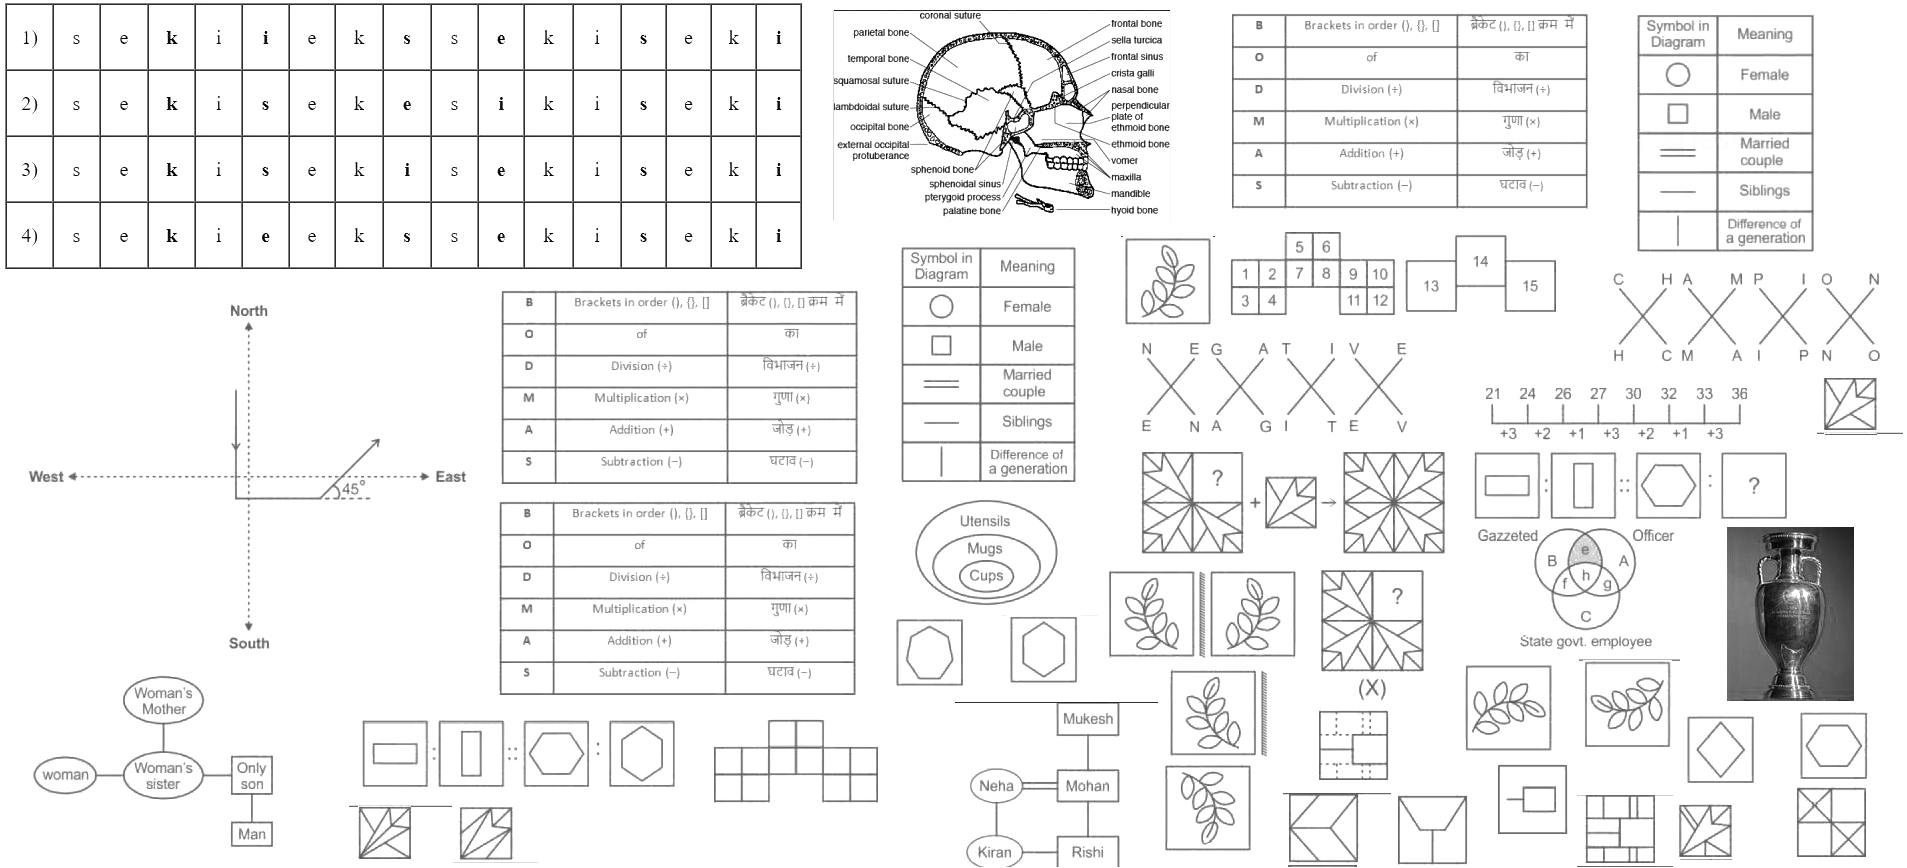 1) s e k i i e k s s e k i s e k i
2) s e k i s e k e s i k i s e k i
3) s e k i s e k i s e k i s e k i
4) s e k i e e k s s e k i s e k i
coronal suture
parietal bone
temporal bone
squamosal suture
lambdoidal suture
occipital bone
external occipital
protuberance
sphenoid bone
sphenoidal sinus
pterygoid process
palatine bone
frontal bone
sella turcica
frontal sinus
crista galli
nasal bone
perpendicular
plate of
ethmoid bone
ethmoid bone
vomer
maxilla
mandible
hyoid bone
B Brackets in order (), {}, [] ब्रैकेट (), {}, [] क्रम में
O of का
D Division (÷) विभाजन (÷)
M Multiplication (×) गुणा (×)
A Addition (+) जोड़ (+)
S Subtraction (−) घटाव (−)
Symbol in
Diagram
Meaning
Female
Male
Married
couple
Siblings
Difference of
a generation
North
West
East
South
45°
B Brackets in order (), {}, [] ब्रैकेट (), {}, [] क्रम में
O of का
D Division (÷) विभाजन (÷)
M Multiplication (×) गुणा (×)
A Addition (+) जोड़ (+)
S Subtraction (−) घटाव (−)
B Brackets in order (), {}, [] ब्रैकेट (), {}, [] क्रम में
O of का
D Division (÷) विभाजन (÷)
M Multiplication (×) गुणा (×)
A Addition (+) जोड़ (+)
S Subtraction (−) घटाव (−)
Symbol in
Diagram
Meaning
Female
Male
Married
couple
Siblings
Difference of
a generation
5 6
1 2 7 8 9 10
3 4 11 12
14
13 15
C H A M P I O N
H C M A I P N O
N E G A T I V E
E N A G I T E V
21 24 26 27 30 32 33 36
+3 +2 +1 +3 +2 +1 +3
? + →
: :: : ?
Utensils
Mugs
Cups
Gazzeted Officer
e
B A
f h g
C
State govt. employee
?
(X)
Woman's
Mother
woman
Woman's
sister
Only
son
Man
: :: :
Mukesh
Neha Mohan
Kiran Rishi